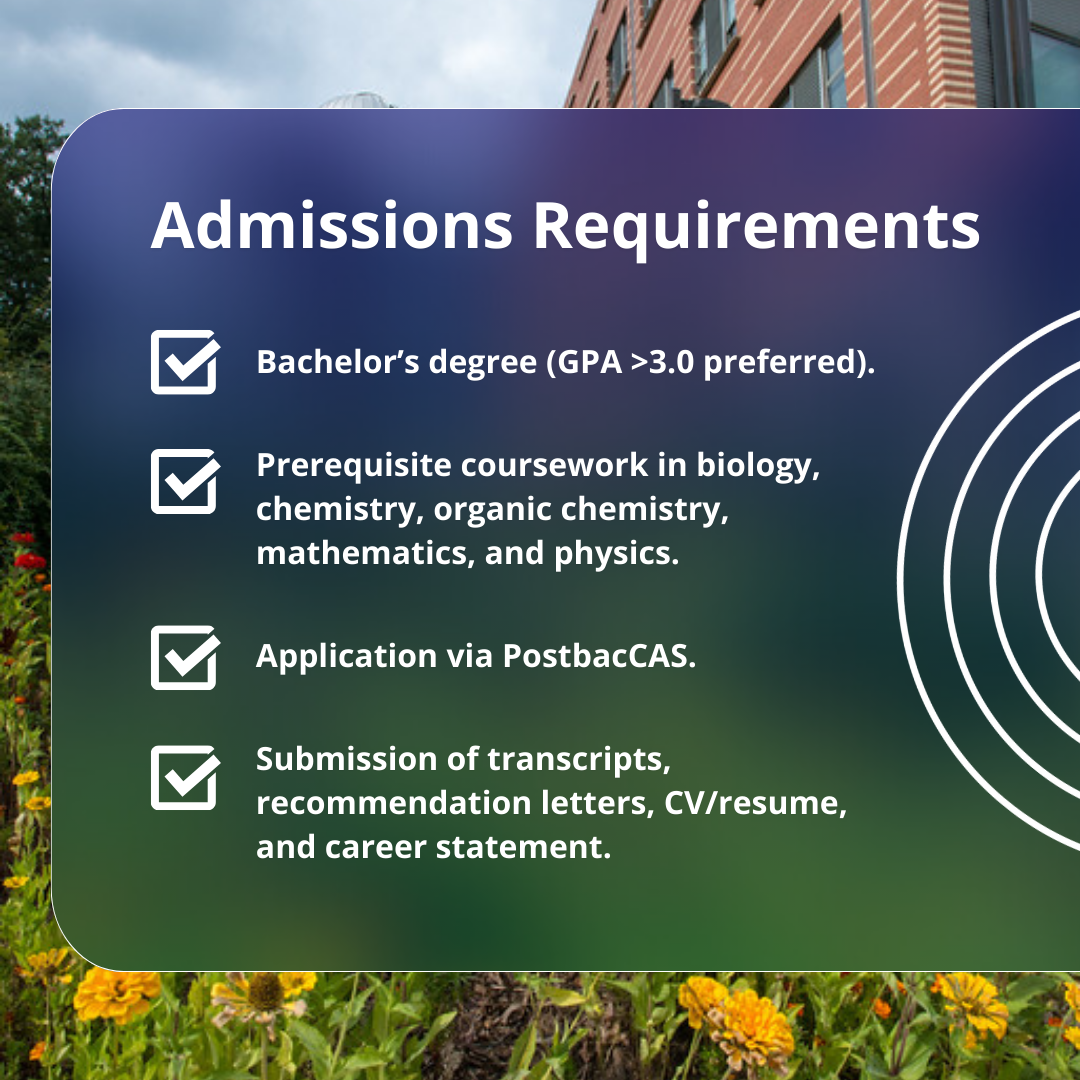 Admissions Requirements
Bachelor’s degree (GPA >3.0 preferred).
Prerequisite coursework in biology,
chemistry, organic chemistry,
mathematics, and physics.
Application via PostbacCAS.
Submission of transcripts,
recommendation letters, CV/resume,
and career statement.